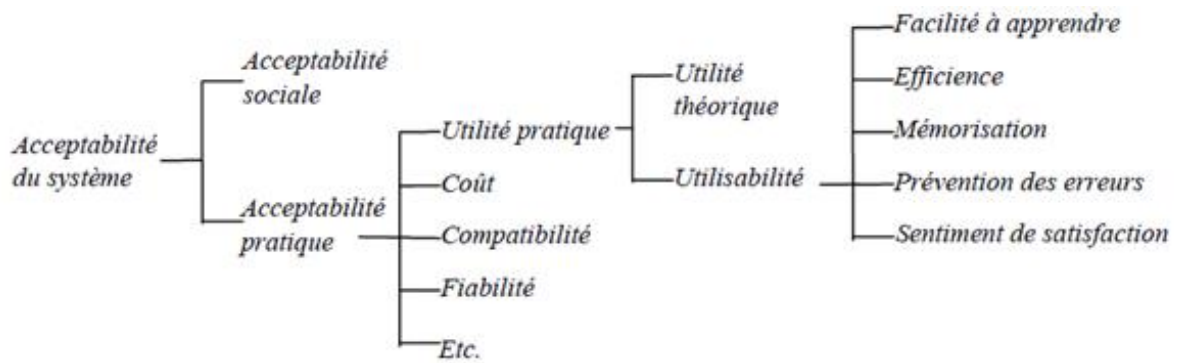 Acceptabilité
du système
Acceptabilité
sociale
Acceptabilité
pratique
Utilité pratique
Coût
Compatibilité
Fiabilité
Etc.
Utilité
théorique
Utilisabilité
Facilité à apprendre
Efficience
Mémorisation
Prévention des erreurs
Sentiment de satisfaction